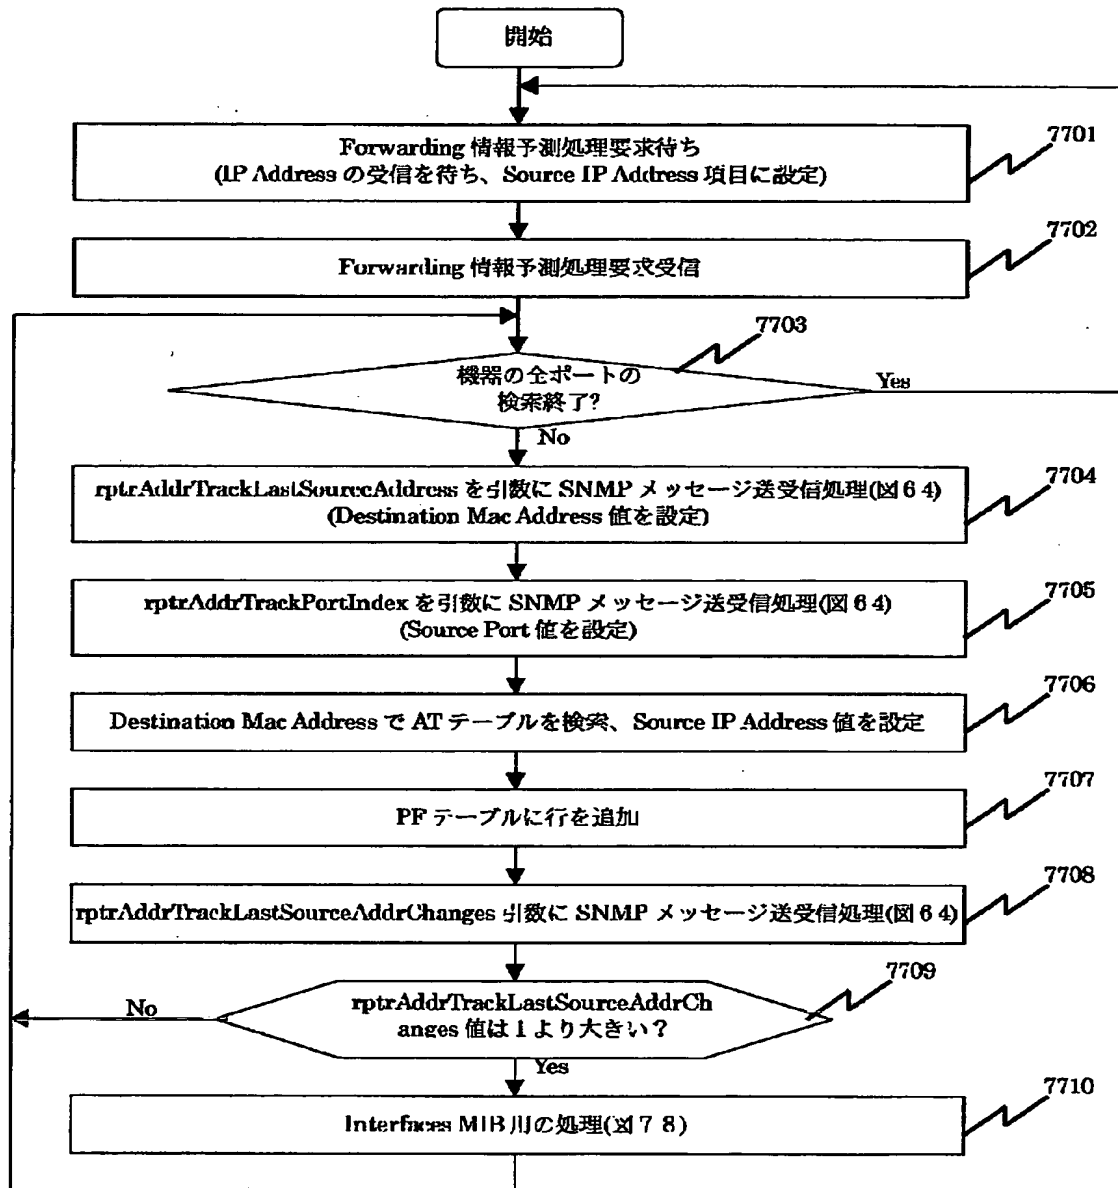 開始
Forwarding 情報予測処理要求待ち
(IP Address の受信を待ち、Source IP Address 項目に設定)
7701
Forwarding 情報予測処理要求受信
7702
機器の全ポートの
検索終了?
7703
Yes
No
rptrAddrTrackLastSourceAddress を引数に SNMP メッセージ送受信処理(図６４)
(Destination Mac Address 値を設定)
7704
rptrAddrTrackPortIndex を引数に SNMP メッセージ送受信処理(図６４)
(Source Port 値を設定)
7705
Destination Mac Address で AT テーブルを検索、Source IP Address 値を設定
7706
PF テーブルに行を追加
7707
rptrAddrTrackLastSourceAddrChanges 引数に SNMP メッセージ送受信処理(図６４)
7708
rptrAddrTrackLastSourceAddrCh
anges 値は１より大きい？
7709
No
Yes
Interfaces MIB 用の処理(図７８)
7710